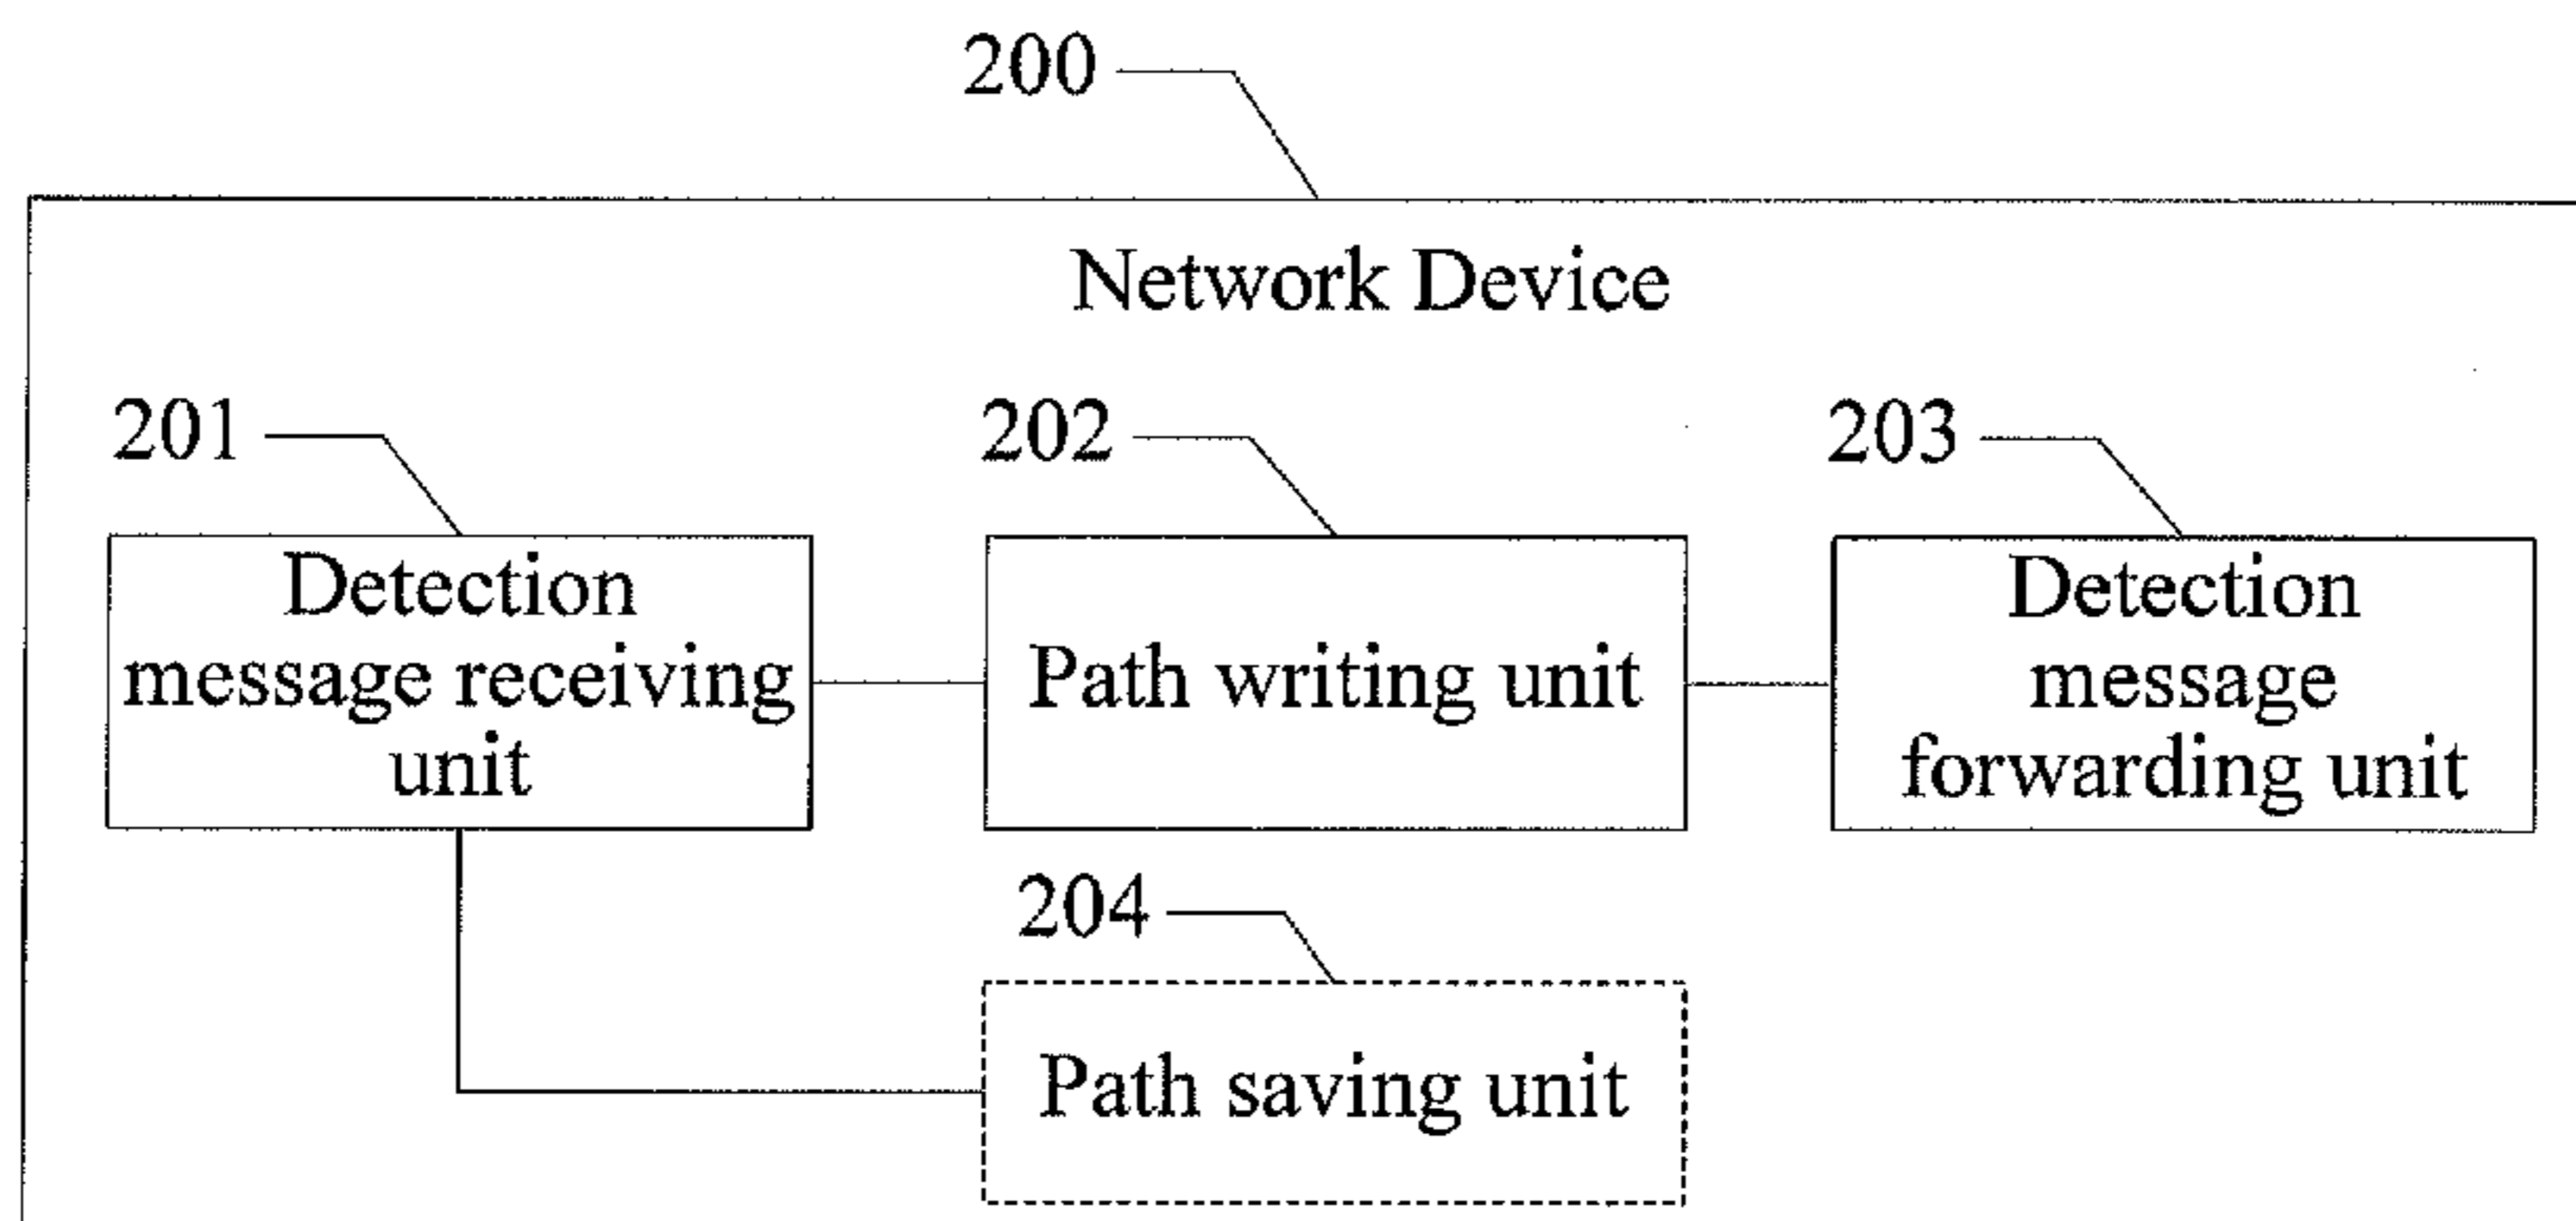 200
Network Device
201
202
203
Detection
message receiving
unit
Path writing unit
Detection
message
forwarding unit
204
Path saving unit